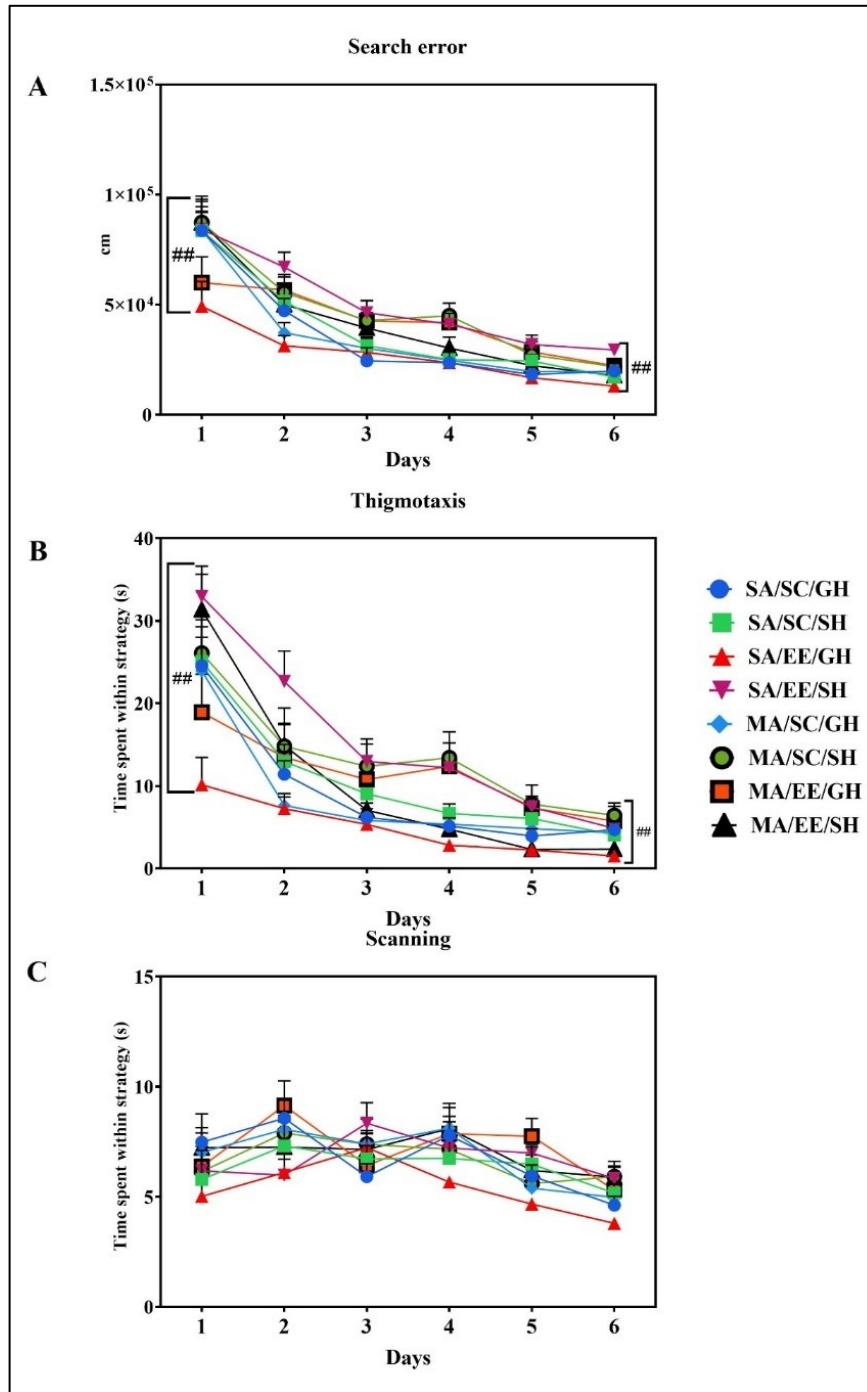 Search error
A
1.5×10⁵
1×10⁵
5×10⁴
0
cm
##
##
1 2 3 4 5 6
Days
Thigmotaxis
B
40
30
20
10
0
Time spent within strategy (s)
##
##
1 2 3 4 5 6
Days
SA/SC/GH
SA/SC/SH
SA/EE/GH
SA/EE/SH
MA/SC/GH
MA/SC/SH
MA/EE/GH
MA/EE/SH
Scanning
C
15
10
5
0
Time spent within strategy (s)
1 2 3 4 5 6
Days